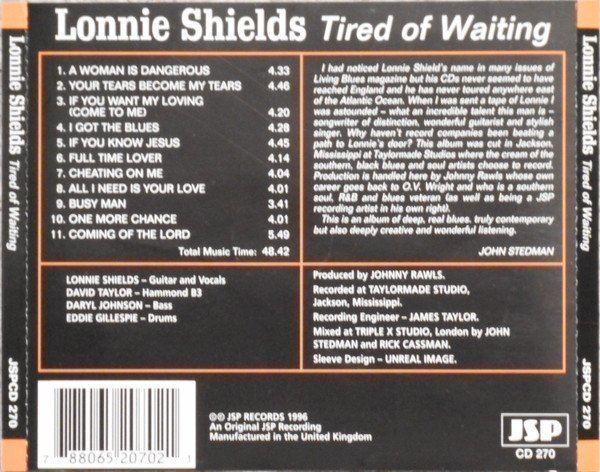 Lonnie Shields Tired of Waiting
Lonnie Shields Tired of Waiting
JSPCD 270
1. A WOMAN IS DANGEROUS 4.33
2. YOUR TEARS BECOME MY TEARS 4.46
3. IF YOU WANT MY LOVING
(COME TO ME) 4.20
4. I GOT THE BLUES 4.28
5. IF YOU KNOW JESUS 4.45
6. FULL TIME LOVER 4.14
7. CHEATING ON ME 4.04
8. ALL I NEED IS YOUR LOVE 4.01
9. BUSY MAN 3.41
10. ONE MORE CHANCE 4.01
11. COMING OF THE LORD 5.49
Total Music Time: 48.42
I had noticed Lonnie Shield's name in many issues of
Living Blues magazine but his CDs never seemed to have
reached England and he has never toured anywhere east
of the Atlantic Ocean. When I was sent a tape of Lonnie I
was astounded – what an incredible talent this man is –
songwriter of distinction, wonderful guitarist and stylish
singer. Why haven't record companies been beating a
path to Lonnie's door? This album was cut in Jackson,
Mississippi at Taylormade Studios where the cream of the
southern, black blues and soul artists choose to record.
Production is handled here by Johnny Rawls whose own
career goes back to O.V. Wright and who is a southern
soul, R&B and blues veteran (as well as being a JSP
recording artist in his own right).
This is an album of deep, real blues, truly contemporary
but also deeply creative and wonderful listening.
JOHN STEDMAN
LONNIE SHIELDS – Guitar and Vocals
DAVID TAYLOR – Hammond B3
DARYL JOHNSON – Bass
EDDIE GILLESPIE – Drums
Produced by JOHNNY RAWLS.
Recorded at TAYLORMADE STUDIO,
Jackson, Mississippi.
Recording Engineer – JAMES TAYLOR.
Mixed at TRIPLE X STUDIO, London by JOHN
STEDMAN and RICK CASSMAN.
Sleeve Design – UNREAL IMAGE.
7 88065 20702 1
©℗ JSP RECORDS 1996
An Original JSP Recording
Manufactured in the United Kingdom
JSP
CD 270
Lonnie Shields Tired of Waiting
JSPCD 270